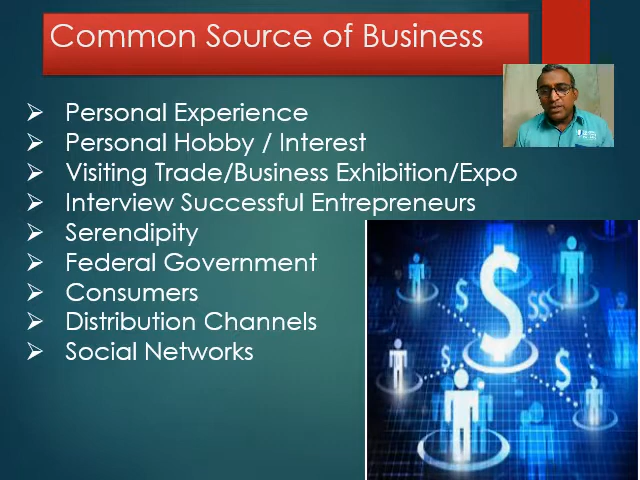 Common Source of Business
➢ Personal Experience
➢ Personal Hobby / Interest
➢ Visiting Trade/Business Exhibition/Expo
➢ Interview Successful Entrepreneurs
➢ Serendipity
➢ Federal Government
➢ Consumers
➢ Distribution Channels
➢ Social Networks
$
$
$$
$